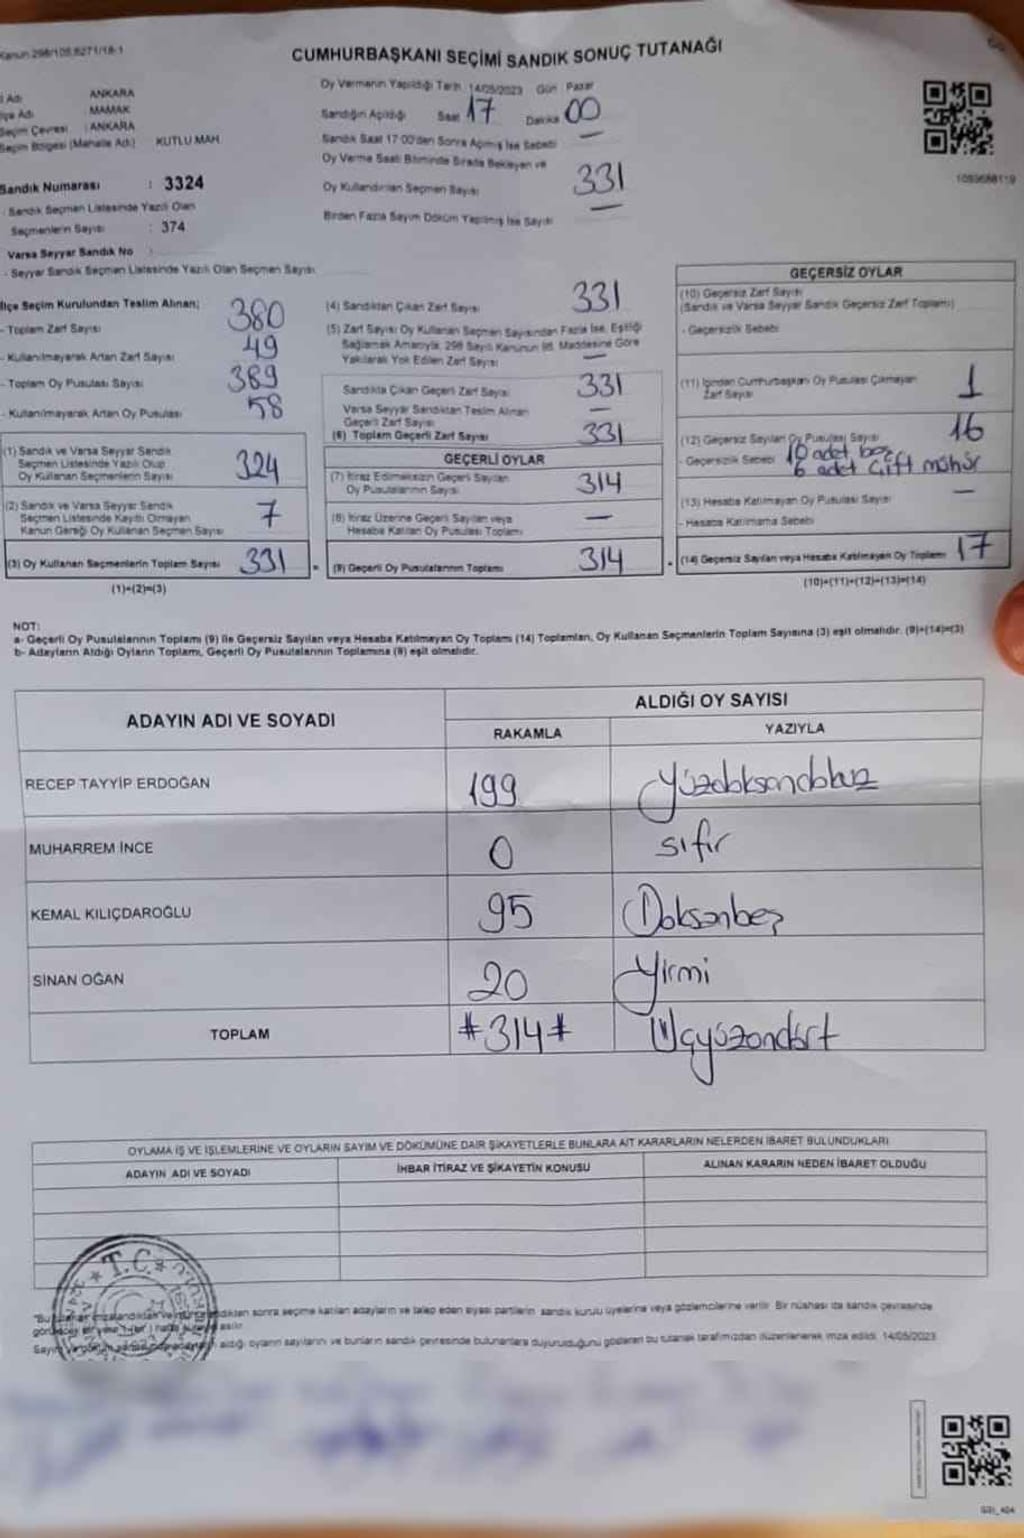 Kanun 298/105,6271/18-1
CUMHURBAŞKANI SEÇİMİ SANDIK SONUÇ TUTANAĞI
İl Adı ANKARA
İlçe Adı MAMAK
Seçim Çevresi : ANKARA
Seçim Bölgesi (Mahalle Adı) KUTLU MAH.
Sandık Numarası : 3324
- Sandık Seçmen Listesinde Yazılı Olan
Seçmenlerin Sayısı : 374
Varsa Seyyar Sandık No :
- Seyyar Sandık Seçmen Listesinde Yazılı Olan Seçmen Sayısı
Oy Vermenin Yapıldığı Tarih 14/05/2023 Gün Pazar
Sandığın Açıldığı Saat 17 Dakika 00
Sandık Saat 17:00'den Sonra Açılmış İse Sebebi —
Oy Verme Saati Bitiminde Sırada Bekleyen ve
Oy Kullandırılan Seçmen Sayısı 331
Birden Fazla Sayım Döküm Yapılmış İse Sayısı —
1093688119
İlçe Seçim Kurulundan Teslim Alınan;
- Toplam Zarf Sayısı 380
- Kullanılmayarak Artan Zarf Sayısı 49
- Toplam Oy Pusulası Sayısı 389
- Kullanılmayarak Artan Oy Pusulası 58
(1) Sandık ve Varsa Seyyar Sandık
Seçmen Listesinde Yazılı Olup
Oy Kullanan Seçmenlerin Sayısı 324
(2) Sandık ve Varsa Seyyar Sandık
Seçmen Listesinde Kayıtlı Olmayan
Kanun Gereği Oy Kullanan Seçmen Sayısı 7
(3) Oy Kullanan Seçmenlerin Toplam Sayısı 331 =
(1)+(2)=(3)
(4) Sandıktan Çıkan Zarf Sayısı 331
(5) Zarf Sayısı Oy Kullanan Seçmen Sayısından Fazla İse, Eşitliği
Sağlamak Amacıyla, 298 Sayılı Kanunun 98. Maddesine Göre
Yakılarak Yok Edilen Zarf Sayısı —
Sandıkta Çıkan Geçerli Zarf Sayısı 331
Varsa Seyyar Sandıktan Teslim Alınan
Geçerli Zarf Sayısı —
(6) Toplam Geçerli Zarf Sayısı 331
GEÇERLİ OYLAR
(7) İtiraz Edilmeksizin Geçerli Sayılan
Oy Pusulalarının Sayısı 314
(8) İtiraz Üzerine Geçerli Sayılan veya
Hesaba Katılan Oy Pusulası Toplamı —
(9) Geçerli Oy Pusulalarının Toplamı 314
GEÇERSİZ OYLAR
(10) Geçersiz Zarf Sayısı
(Sandık ve Varsa Seyyar Sandık Geçersiz Zarf Toplamı)
- Geçersizlik Sebebi
(11) İçinden Cumhurbaşkanı Oy Pusulası Çıkmayan
Zarf Sayısı 1
(12) Geçersiz Sayılan Oy Pusulası Sayısı 16
- Geçersizlik Sebebi 10 adet boş
6 adet Çift mühür
(13) Hesaba Katılmayan Oy Pusulası Sayısı —
- Hesaba Katılmama Sebebi
(14) Geçersiz Sayılan veya Hesaba Katılmayan Oy Toplamı 17
(10)+(11)+(12)+(13)=(14)
NOT:
a- Geçerli Oy Pusulalarının Toplamı (9) ile Geçersiz Sayılan veya Hesaba Katılmayan Oy Toplamı (14) Toplamları, Oy Kullanan Seçmenlerin Toplam Sayısına (3) eşit olmalıdır. (9)+(14)=(3)
b- Adayların Aldığı Oyların Toplamı, Geçerli Oy Pusulalarının Toplamına (9) eşit olmalıdır.
ADAYIN ADI VE SOYADI ALDIĞI OY SAYISI
RAKAMLA YAZIYLA
RECEP TAYYİP ERDOĞAN 199 Yüzdoksandokuz
MUHARREM İNCE 0 sıfır
KEMAL KILIÇDAROĞLU 95 Doksanbeş
SİNAN OĞAN 20 Yirmi
TOPLAM #314# Üçyüzondört
OYLAMA İŞ VE İŞLEMLERİNE VE OYLARIN SAYIM VE DÖKÜMÜNE DAİR ŞİKAYETLERLE BUNLARA AİT KARARLARIN NELERDEN İBARET BULUNDUKLARI
ADAYIN ADI VE SOYADI İHBAR İTİRAZ VE ŞİKAYETİN KONUSU ALINAN KARARIN NEDEN İBARET OLDUĞU
T.C.
sonra seçime katılan adayların ve talep eden siyasi partilerin sandık kurulu üyelerine veya gözlemcilerine verilir. Bir nüshası da sandık çevresinde
aldığı oyların sayılarını ve bunların sandık çevresinde bulunanlara duyurulduğunu gösteren bu tutanak tarafımızdan düzenlenerek imza edildi. 14/05/2023